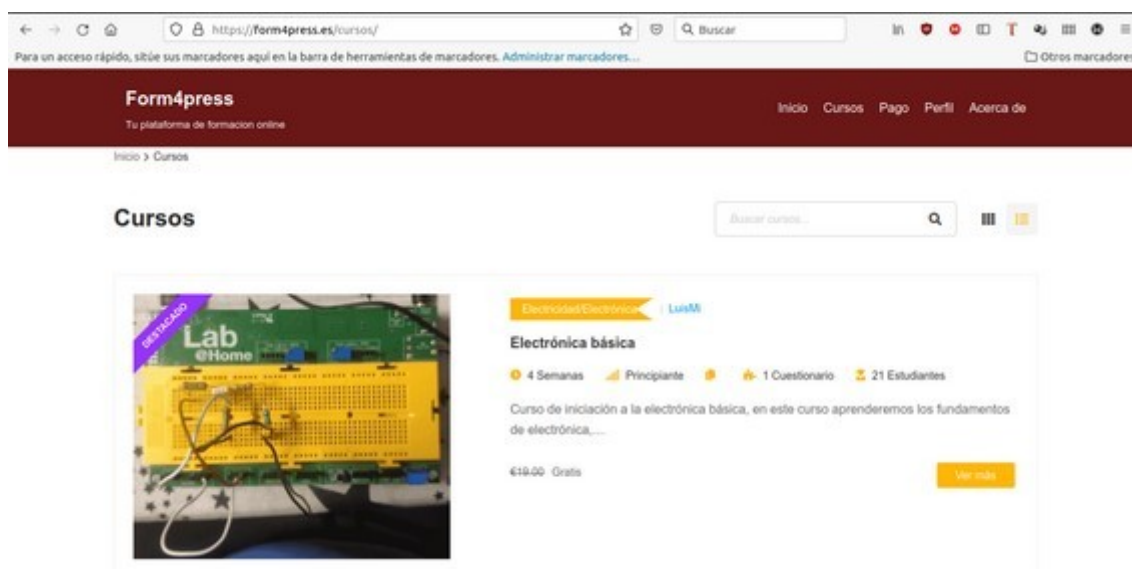 https://form4press.es/cursos/
Buscar
Para un acceso rápido, sitúe sus marcadores aquí en la barra de herramientas de marcadores. Administrar marcadores...
Otros marcadores
Form4press
Tu plataforma de formacion online
Inicio Cursos Pago Perfil Acerca de
Inicio > Cursos
Cursos
Buscar cursos...
DESTACADO
Lab
@Home
Electricidad/Electrónica
LuisMi
Electrónica básica
4 Semanas Principiante 1 Cuestionario 21 Estudiantes
Curso de iniciación a la electrónica básica, en este curso aprenderemos los fundamentos
de electrónica,...
€19.00 Gratis
Ver más